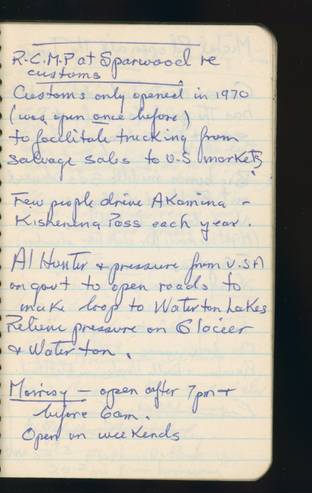 R.C.M.P at Sparwood re
customs
Customs only opened in 1970
(was open once before)
to facilitate trucking from
salvage sales to U.S markets.
Few people drive Akamina -
Kishenina Pass each year.
Al Hunter & pressure from U.S.A
on govt to open roads to
make loop to Waterton Lakes
Relieve pressure on Glacier
& Waterton.
Morrisy - open after 7pm +
before 6am.
Open on weekends